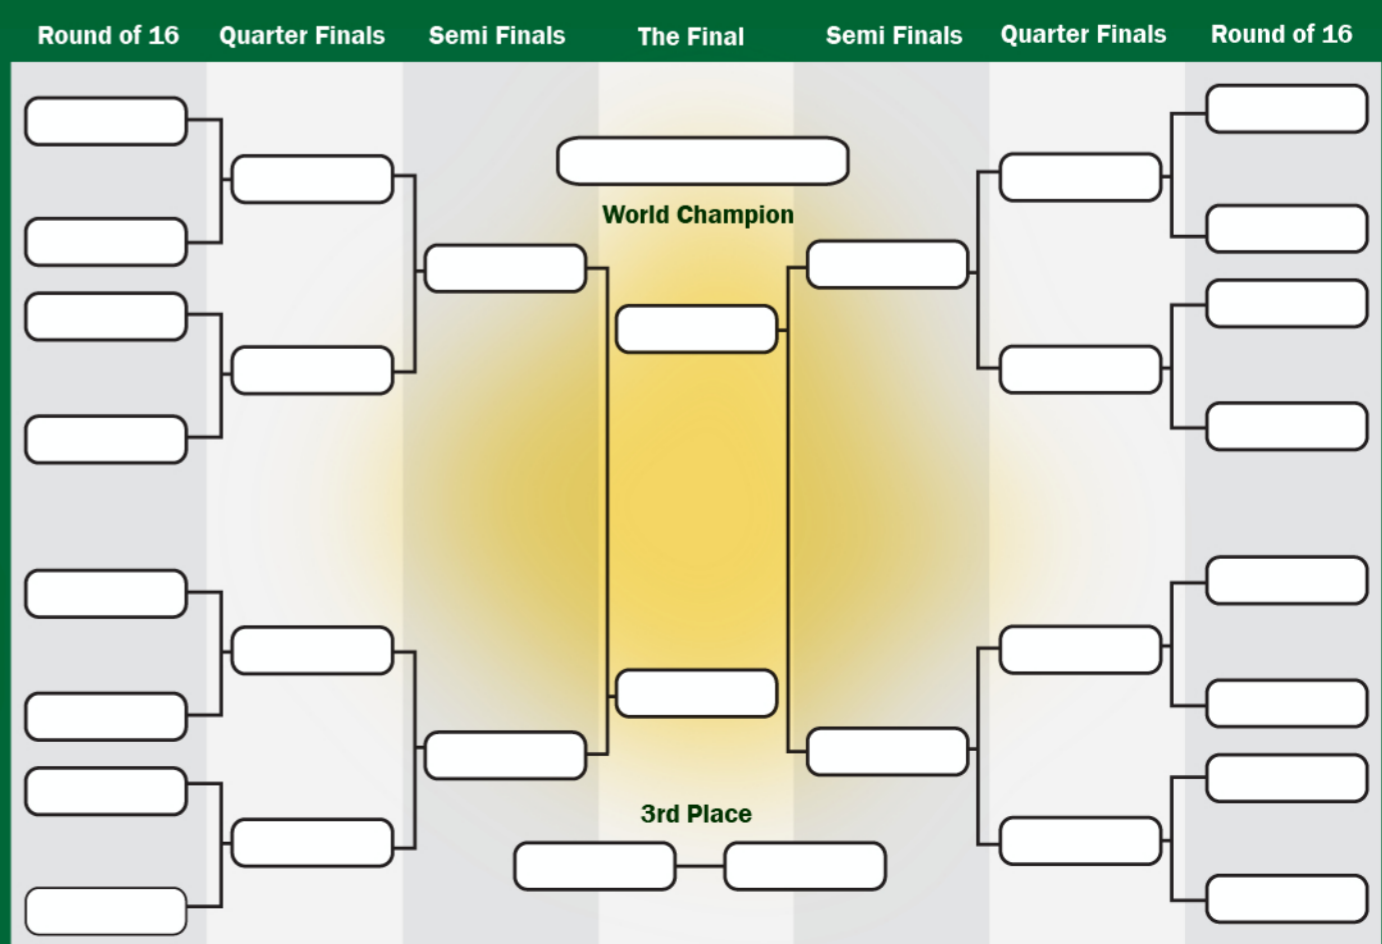 Round of 16
Quarter Finals
Semi Finals
The Final
Semi Finals
Quarter Finals
Round of 16
World Champion
3rd Place